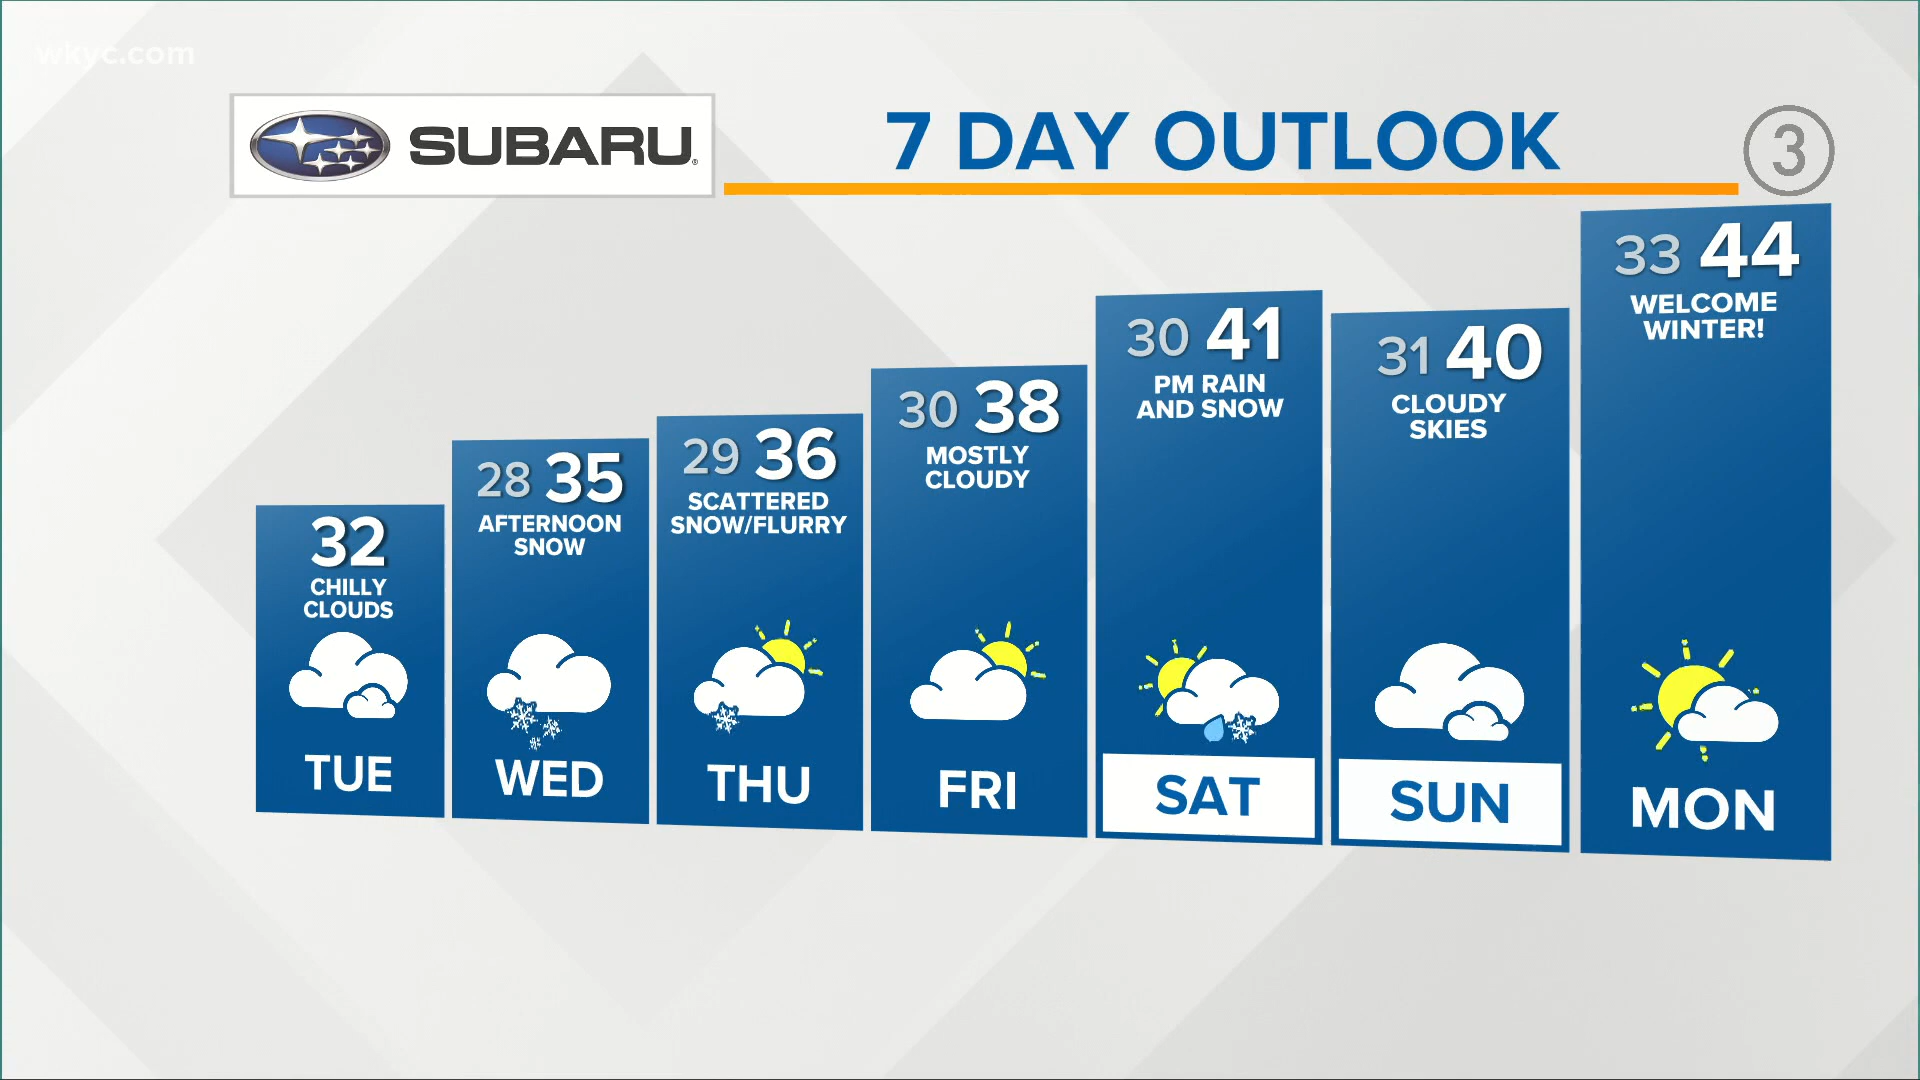 wkyc.com
SUBARU®
7 DAY OUTLOOK
3
32
CHILLY
CLOUDS
TUE
28 35
AFTERNOON
SNOW
WED
29 36
SCATTERED
SNOW/FLURRY
THU
30 38
MOSTLY
CLOUDY
FRI
30 41
PM RAIN
AND SNOW
SAT
31 40
CLOUDY
SKIES
SUN
33 44
WELCOME
WINTER!
MON